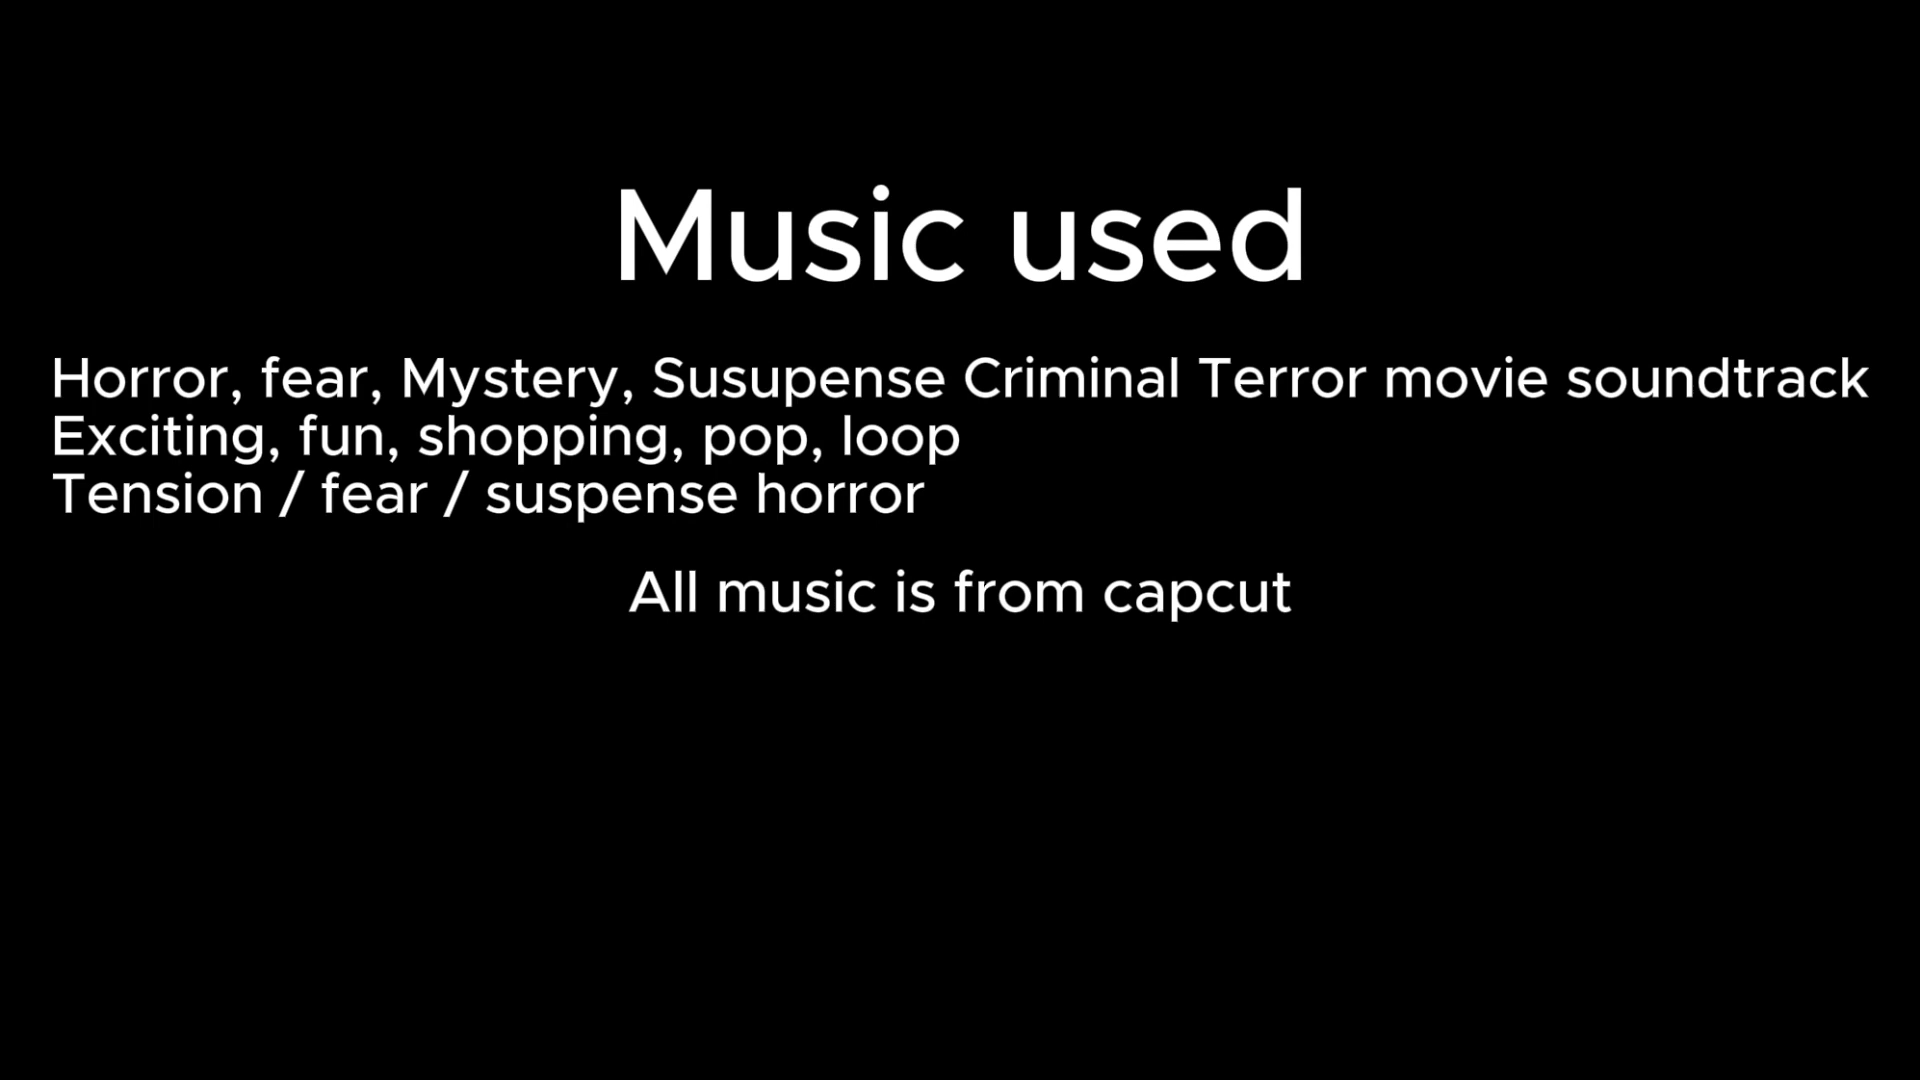 Music used
Horror, fear, Mystery, Susupense Criminal Terror movie soundtrack
Exciting, fun, shopping, pop, loop
Tension / fear / suspense horror
All music is from capcut